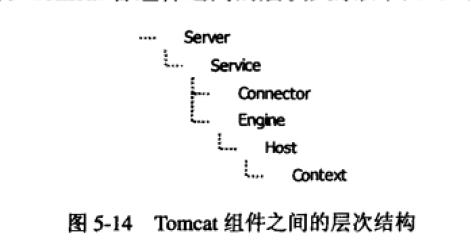 Server
Service
Connector
Engine
Host
Context
图 5-14 Tomcat 组件之间的层次结构